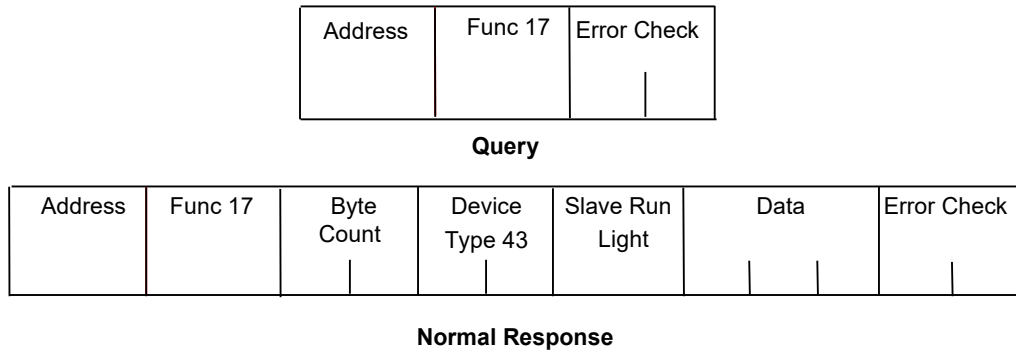 Address Func 17 Error Check
Query
Address Func 17 Byte Count Device Type 43 Slave Run Light Data Error Check
Normal Response